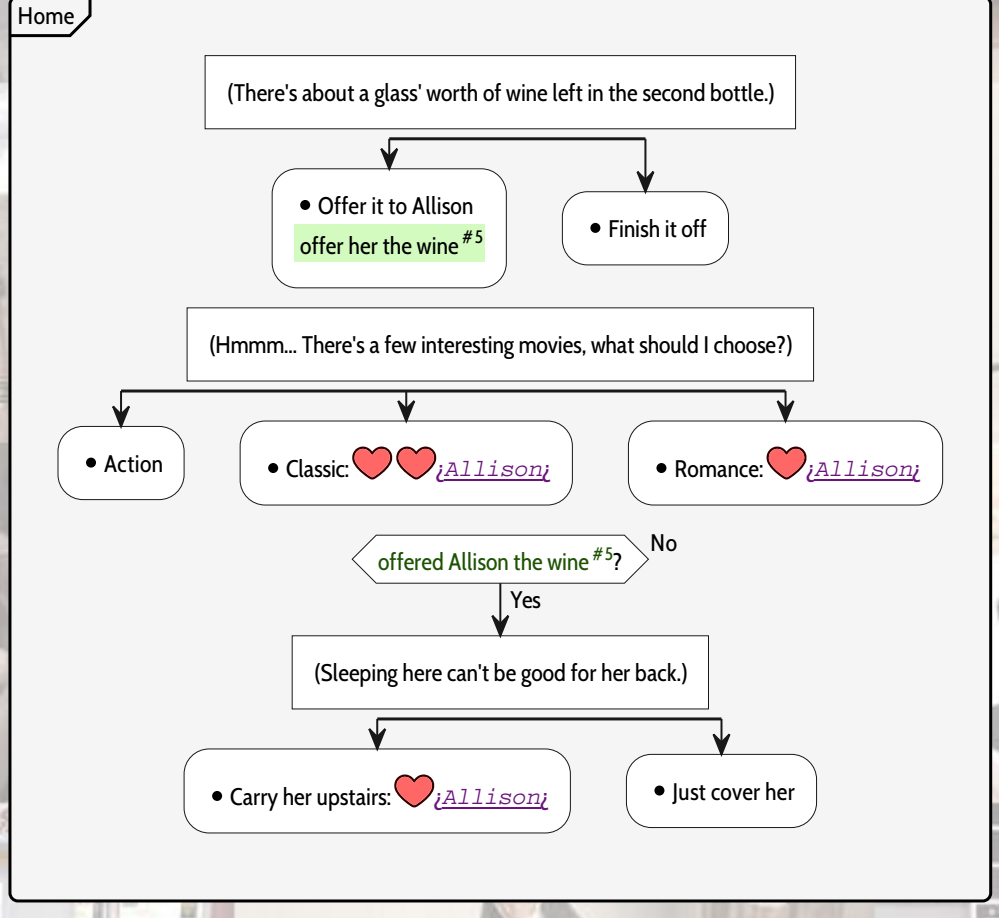 Home
(There's about a glass' worth of wine left in the second bottle.)
• Offer it to Allison
offer her the wine #5
• Finish it off
(Hmmm... There's a few interesting movies, what should I choose?)
• Action
• Classic: ¿Allison¿
• Romance: ¿Allison¿
offered Allison the wine #5?
No
Yes
(Sleeping here can't be good for her back.)
• Carry her upstairs: ¿Allison¿
• Just cover her